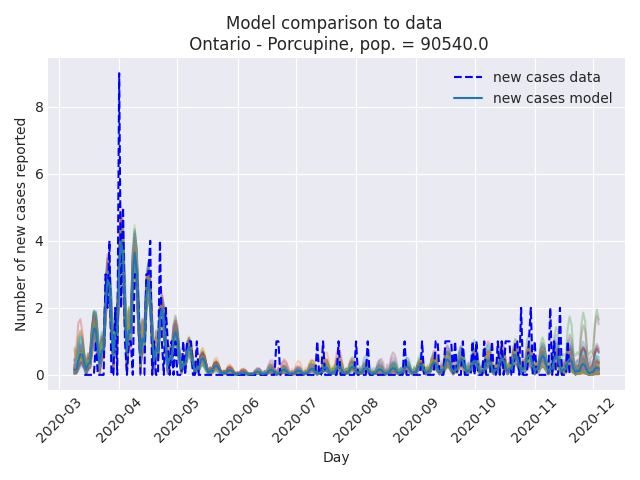 Model comparison to data
Ontario - Porcupine, pop. = 90540.0
new cases data
new cases model
Number of new cases reported
8
6
4
2
0
2020-03
2020-04
2020-05
2020-06
2020-07
2020-08
2020-09
2020-10
2020-11
2020-12
Day